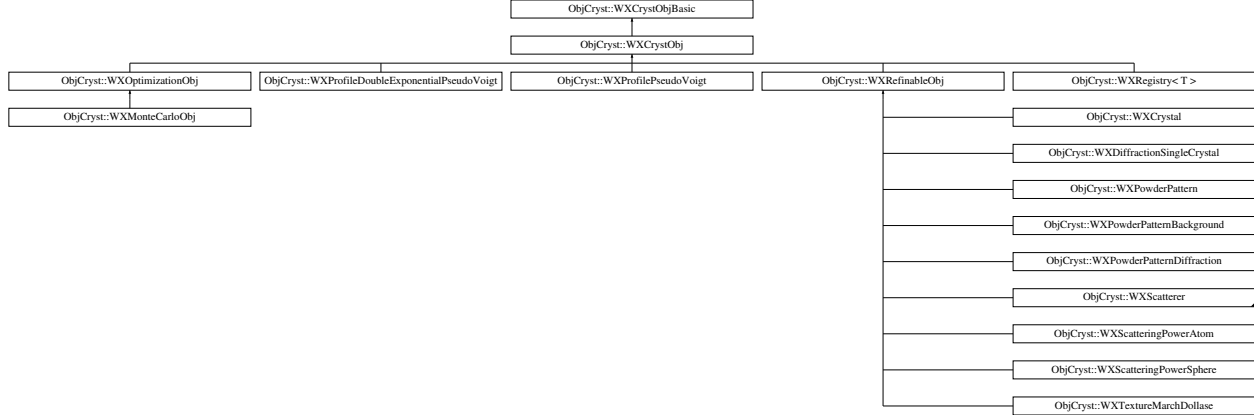 ObjCryst::WXCrystObjBasic
ObjCryst::WXCrystObj
ObjCryst::WXOptimizationObj
ObjCryst::WXProfileDoubleExponentialPseudoVoigt
ObjCryst::WXProfilePseudoVoigt
ObjCryst::WXRefinableObj
ObjCryst::WXRegistry< T >
ObjCryst::WXMonteCarloObj
ObjCryst::WXCrystal
ObjCryst::WXDiffractionSingleCrystal
ObjCryst::WXPowderPattern
ObjCryst::WXPowderPatternBackground
ObjCryst::WXPowderPatternDiffraction
ObjCryst::WXScatterer
ObjCryst::WXScatteringPowerAtom
ObjCryst::WXScatteringPowerSphere
ObjCryst::WXTextureMarchDollase